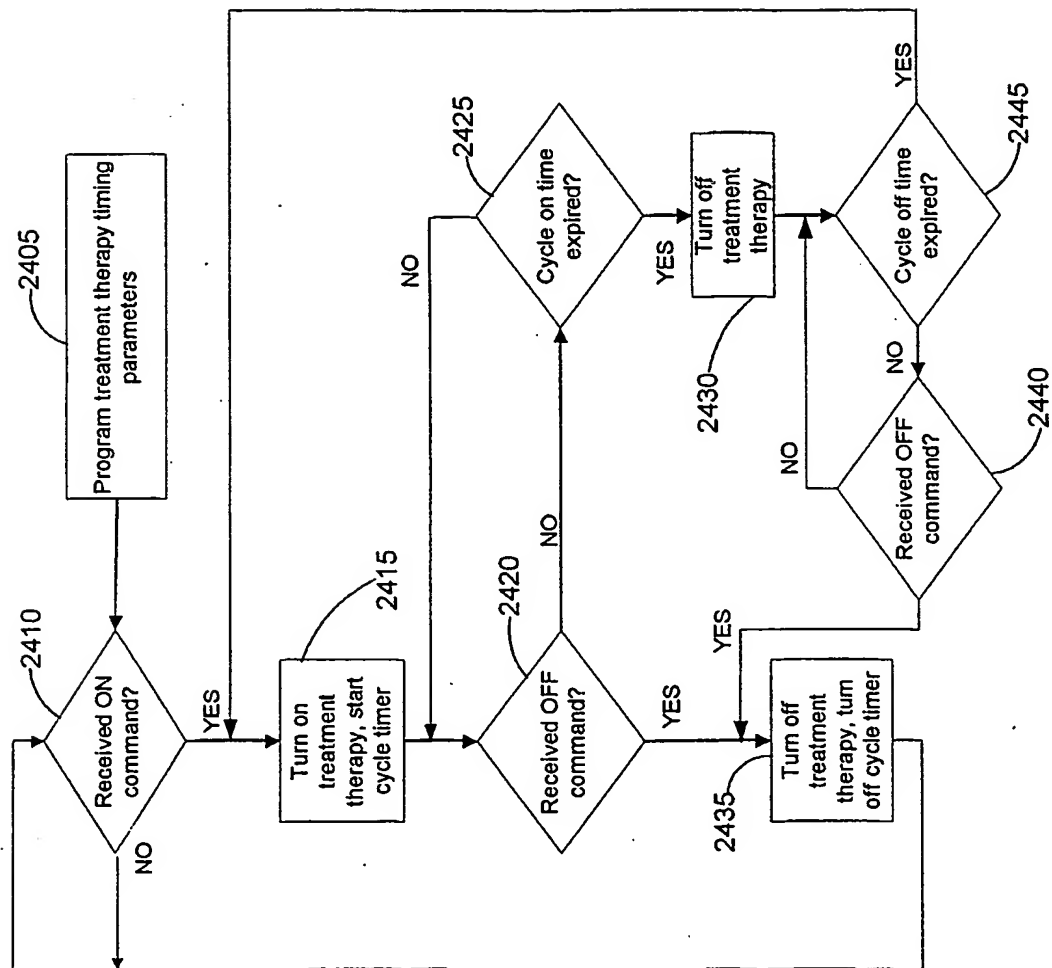 2405
Program treatment therapy timing
parameters
2410
Received ON
command?
NO
YES
2415
Turn on
treatment
therapy, start
cycle timer
2420
Received OFF
command?
NO
YES
2425
Cycle on time
expired?
NO
YES
2430
Turn off
treatment
therapy
2435
Turn off
treatment
therapy, turn
off cycle timer
2440
Received OFF
command?
NO
YES
2445
Cycle off time
expired?
NO
YES